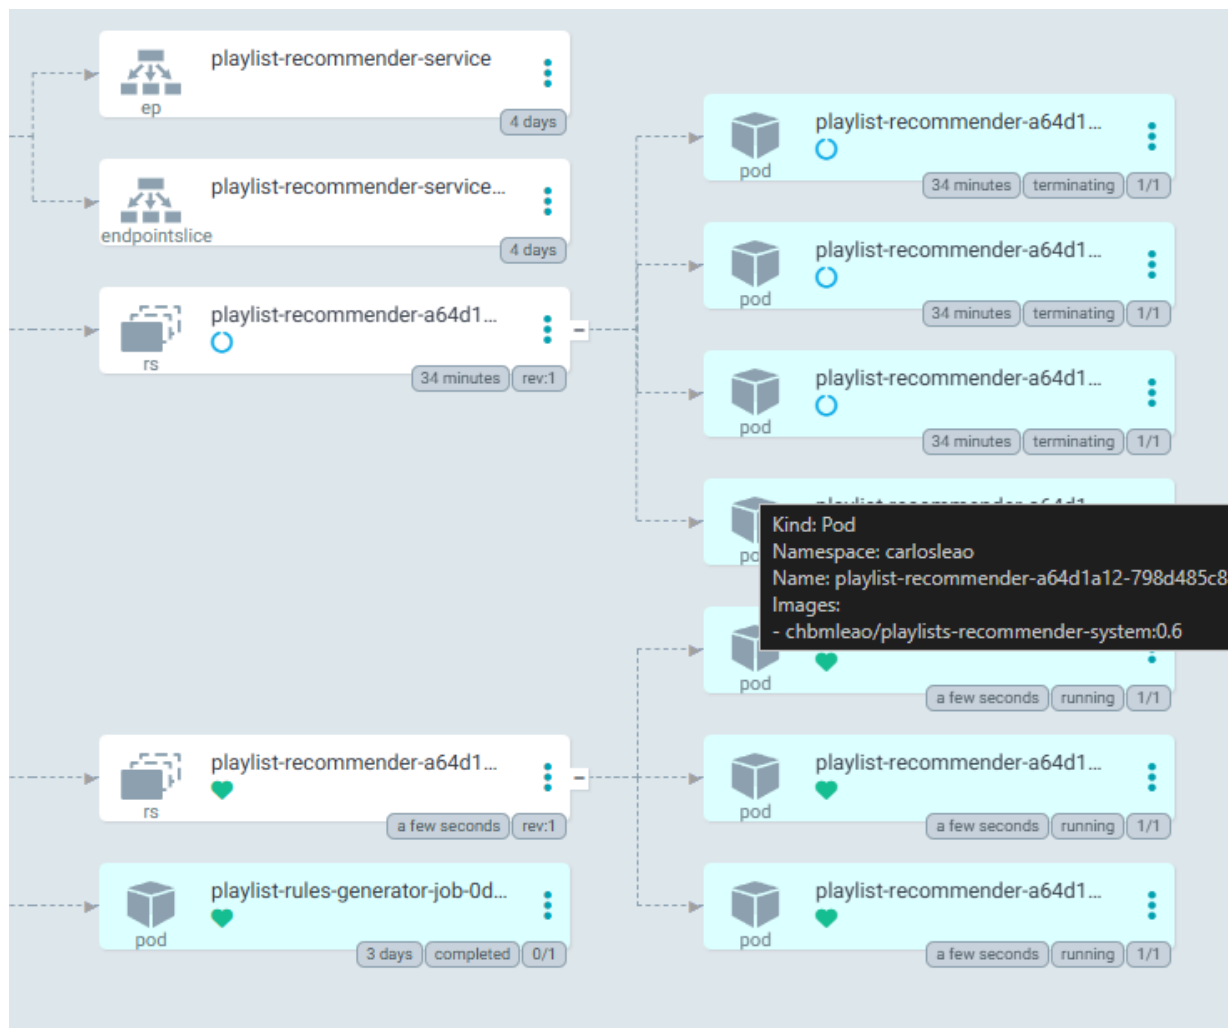 playlist-recommender-service
ep
4 days
playlist-recommender-service...
endpointslice
4 days
playlist-recommender-a64d1...
rs
34 minutes
rev:1
playlist-recommender-a64d1...
pod
34 minutes
terminating
1/1
playlist-recommender-a64d1...
pod
34 minutes
terminating
1/1
playlist-recommender-a64d1...
pod
34 minutes
terminating
1/1
Kind: Pod
Namespace: carlosleao
Name: playlist-recommender-a64d1a12-798d485c8
Images:
- chbmleao/playlists-recommender-system:0.6
pod
a few seconds
running
1/1
playlist-recommender-a64d1...
rs
a few seconds
rev:1
playlist-recommender-a64d1...
pod
a few seconds
running
1/1
playlist-rules-generator-job-0d...
pod
3 days
completed
0/1
playlist-recommender-a64d1...
pod
a few seconds
running
1/1